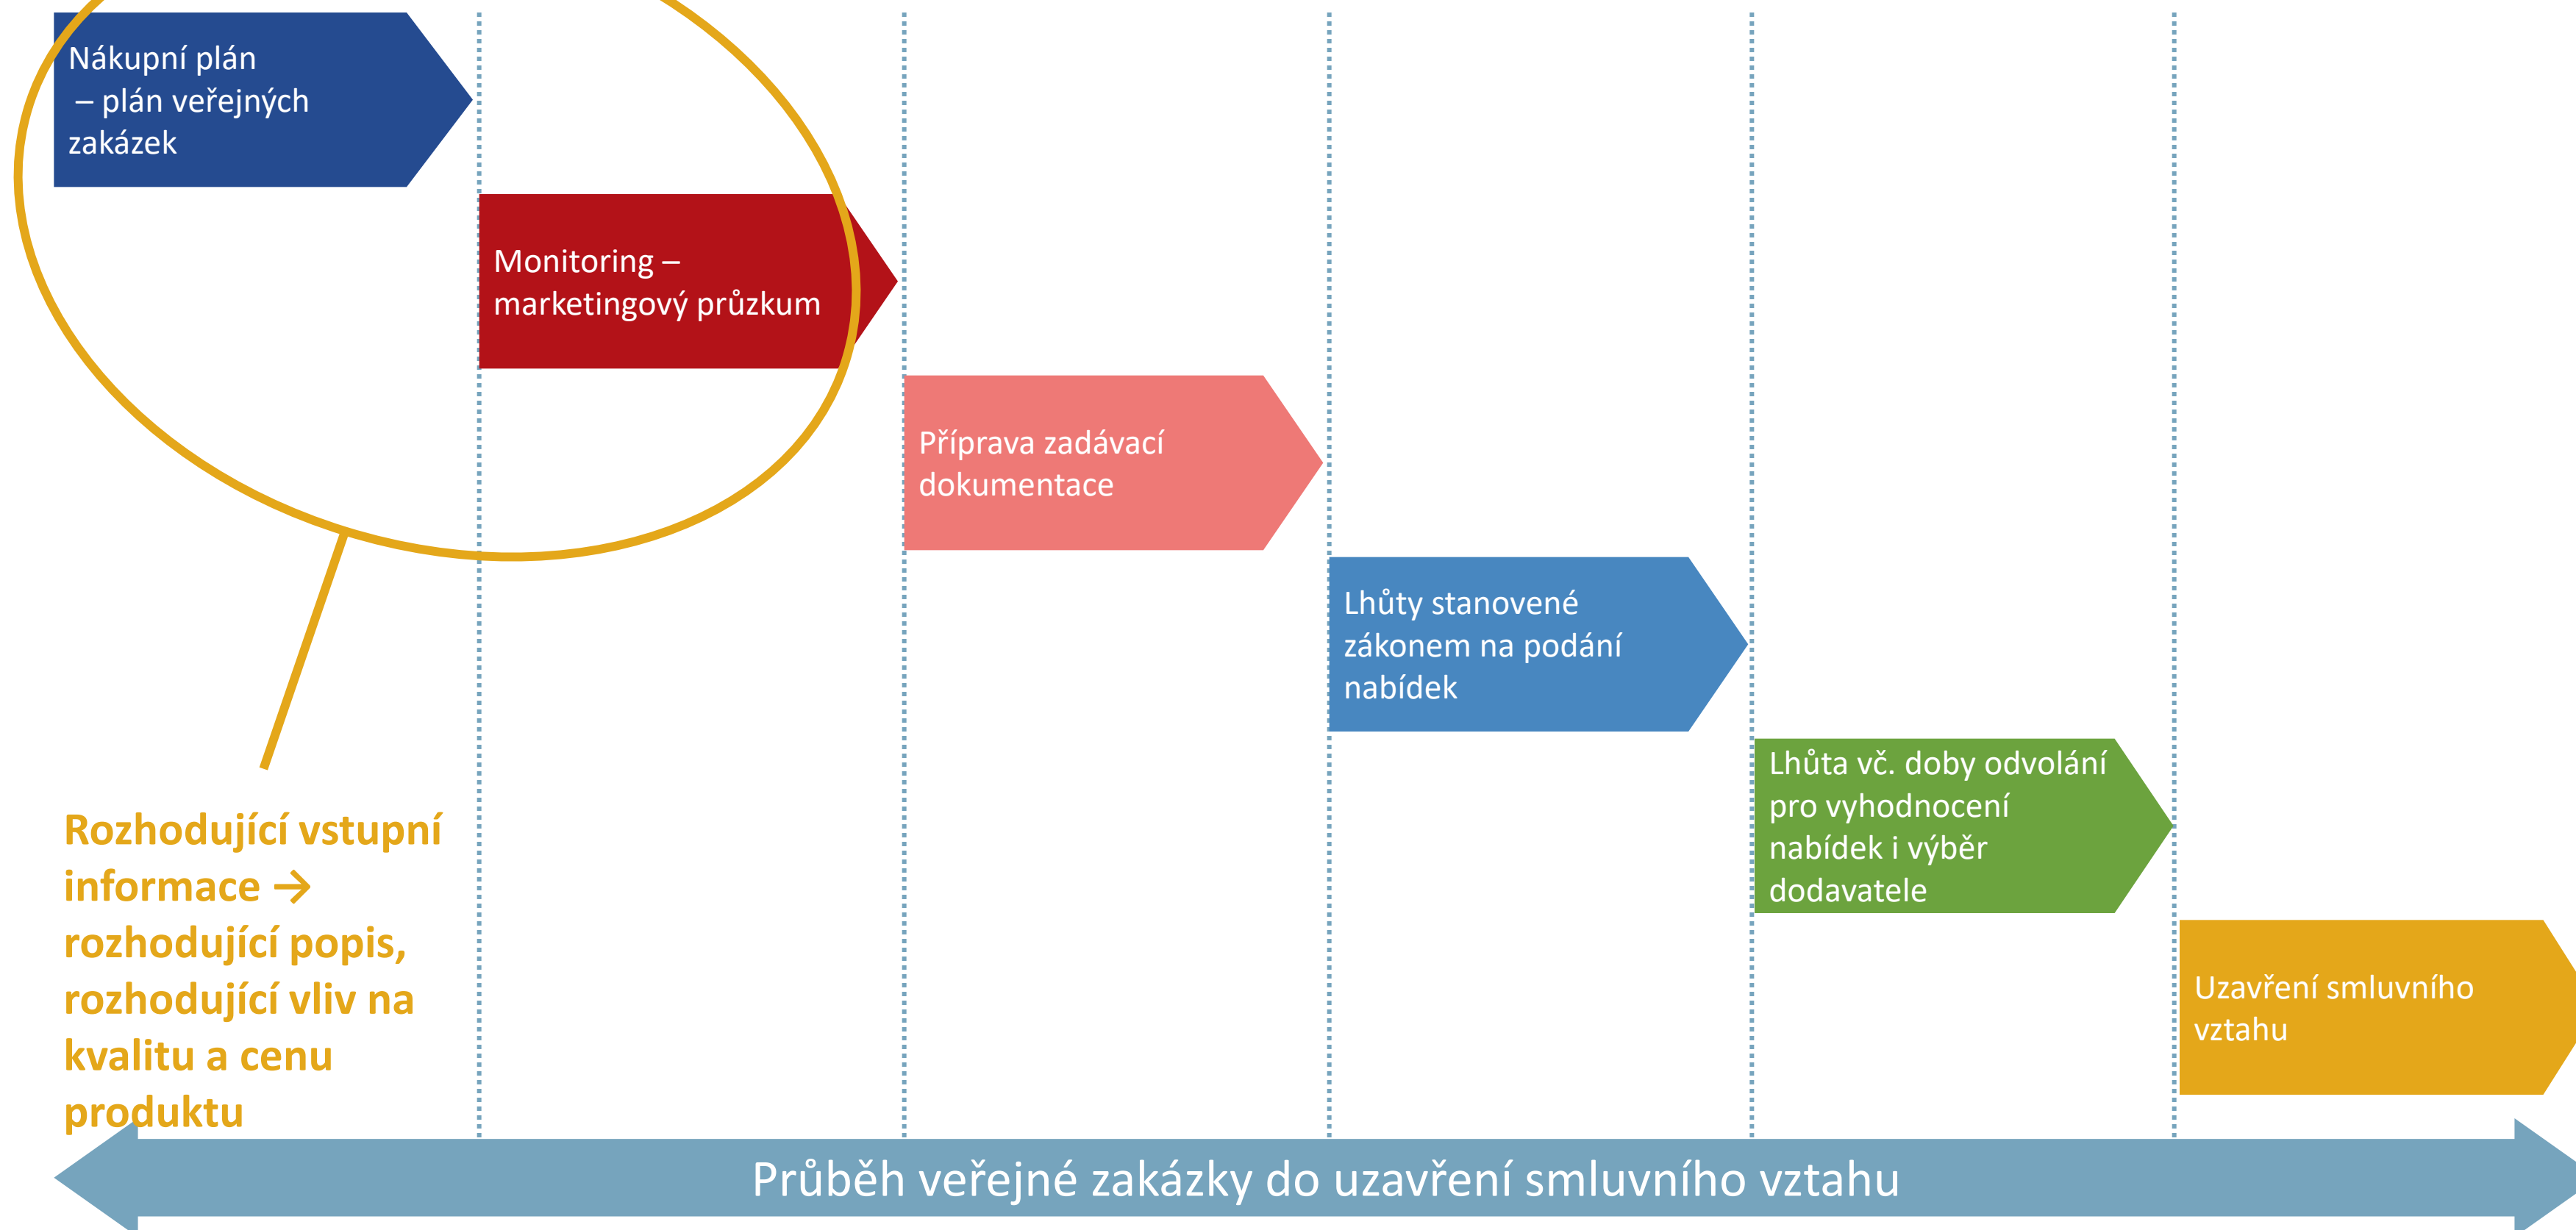 Nákupní plán
– plán veřejných
zakázek
Monitoring –
marketingový průzkum
Příprava zadávací
dokumentace
Lhůty stanovené
zákonem na podání
nabídek
Lhůta vč. doby odvolání
pro vyhodnocení
nabídek i výběr
dodavatele
Uzavření smluvního
vztahu
Rozhodující vstupní
informace →
rozhodující popis,
rozhodující vliv na
kvalitu a cenu
produktu
Průběh veřejné zakázky do uzavření smluvního vztahu